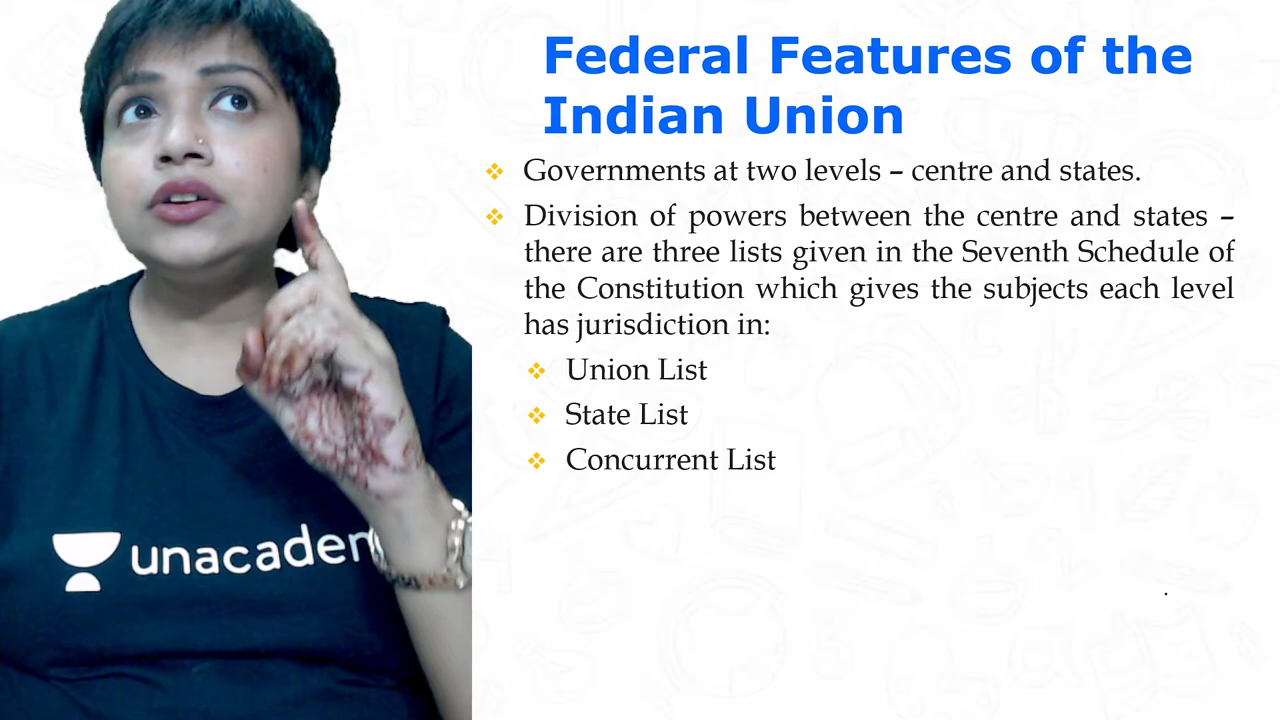 Federal Features of the
Indian Union
❖ Governments at two levels – centre and states.
❖ Division of powers between the centre and states –
there are three lists given in the Seventh Schedule of
the Constitution which gives the subjects each level
has jurisdiction in:
❖ Union List
❖ State List
❖ Concurrent List
unacadem